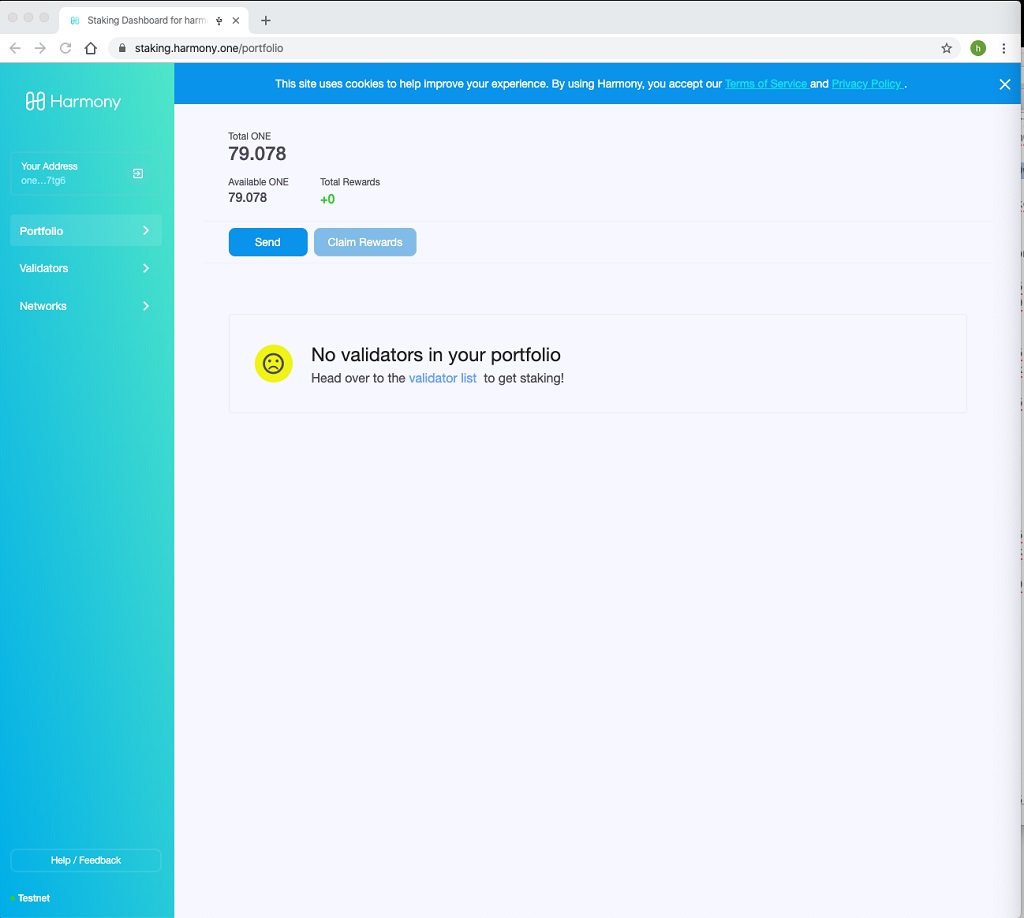 Staking Dashboard for harm
staking.harmony.one/portfolio
h
This site uses cookies to help improve your experience. By using Harmony, you accept our Terms of Service and Privacy Policy .
Harmony
Your Address
one...7tg6
Portfolio
Validators
Networks
Total ONE
79.078
Available ONE
Total Rewards
79.078
+0
Send
Claim Rewards
No validators in your portfolio
Head over to the validator list to get staking!
Help / Feedback
Testnet